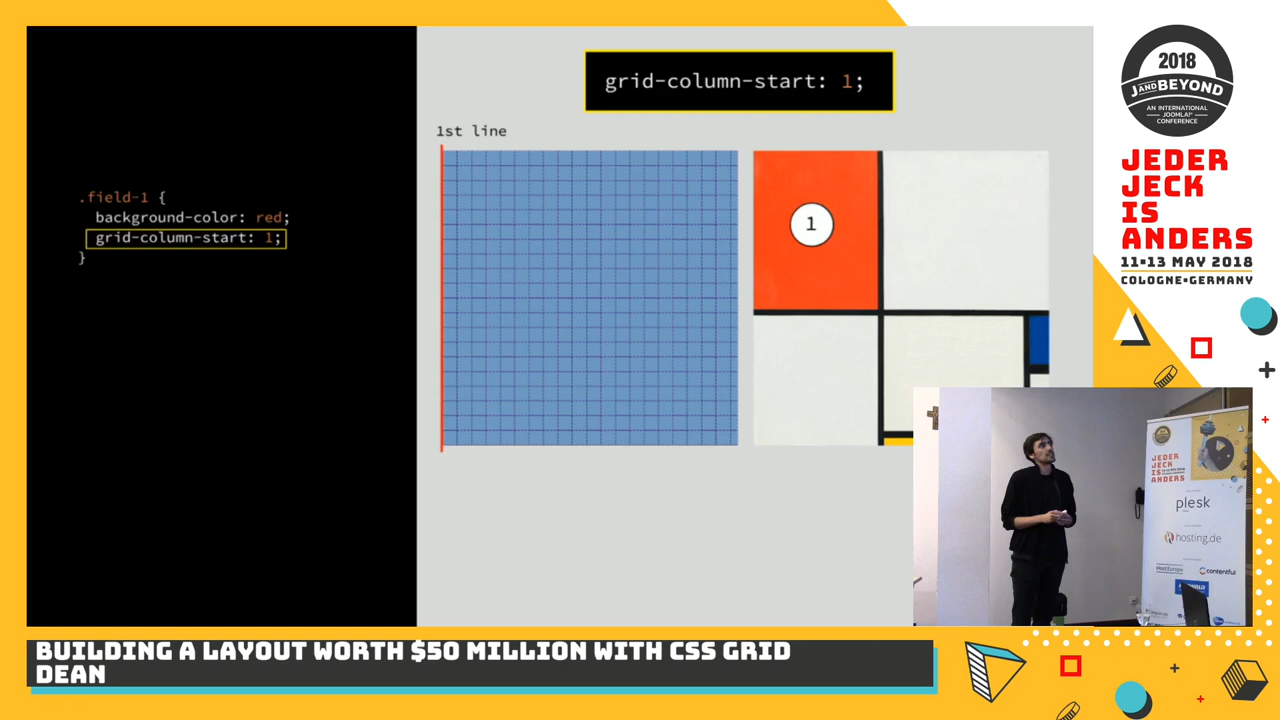 grid-column-start: 1;
1st line
.field-1 {
background-color: red;
grid-column-start: 1;
}
1
2018
J AND BEYOND
AN INTERNATIONAL
JOOMLA!
CONFERENCE
JEDER
JECK
IS
ANDERS
11-13 MAY 2018
COLOGNE•GERMANY
JEDER
JECK
IS
ANDERS
plesk
hosting.de
HostEurope
contentful
BUILDING A LAYOUT WORTH $50 MILLION WITH CSS GRID
DEAN